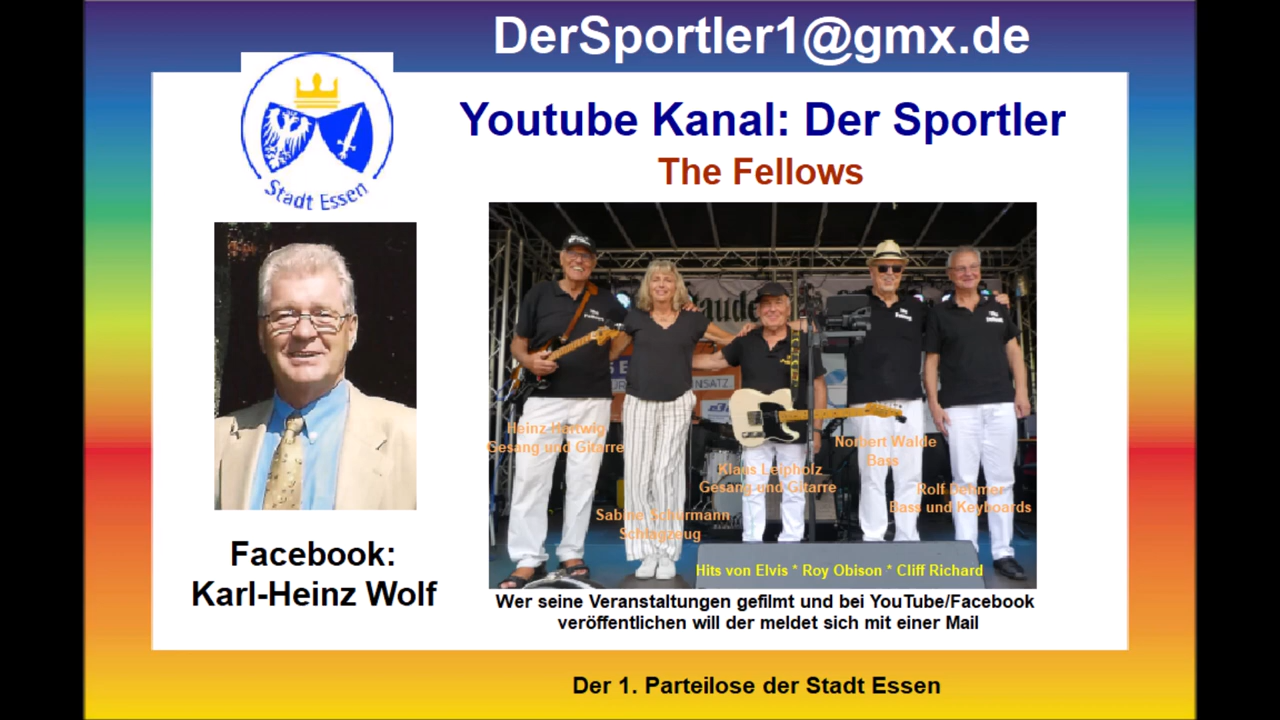 DerSportler1@gmx.de
Stadt Essen
Youtube Kanal: Der Sportler
The Fellows
Heinz Hartwig
Gesang und Gitarre
Sabine Schürmann
Schlagzeug
Klaus Leipholz
Gesang und Gitarre
Norbert Walde
Bass
Rolf
Bass und Keyboards
Hits von Elvis * Roy Obison * Cliff Richard
Wer seine Veranstaltungen gefilmt und bei YouTube/Facebook
veröffentlichen will der meldet sich mit einer Mail
Facebook:
Karl-Heinz Wolf
Der 1. Parteilose der Stadt Essen